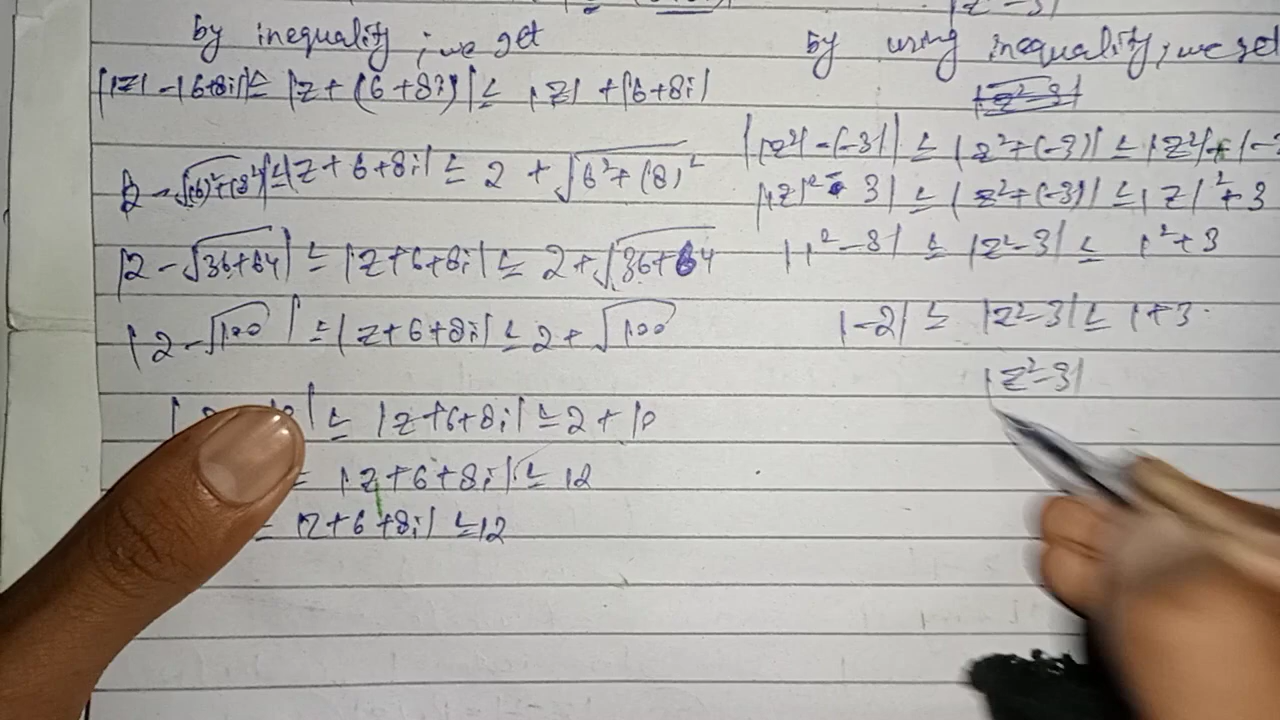 by inequality ; we get
||z| - |6+8i|| ≤ |z + (6+8i)| ≤ |z| + |6+8i|
|2 - √(6)²+(8²)| ≤ |z + 6 + 8i| ≤ 2 + √6²+(8)²
|2 - √36+64| ≤ |z+6+8i| ≤ 2+√36+64
|2 - √100| ≤ |z+6+8i| ≤ 2 + √100
≤ |z+6+8i| ≤ 2 + 10
|z+6+8i| ≤ 12
|z+6+8i| ≤ 12
|z² - 3|
by using inequality, we get
||z²| - |-3|| ≤ |z²+(-3)| ≤ |z²| + |-3
||z|² - 3| ≤ |z²+(-3)| ≤ |z|² + 3
|1² - 3| ≤ |z²-3| ≤ 1² + 3
|-2| ≤ |z²-3| ≤ 1+3.
|z²-3|